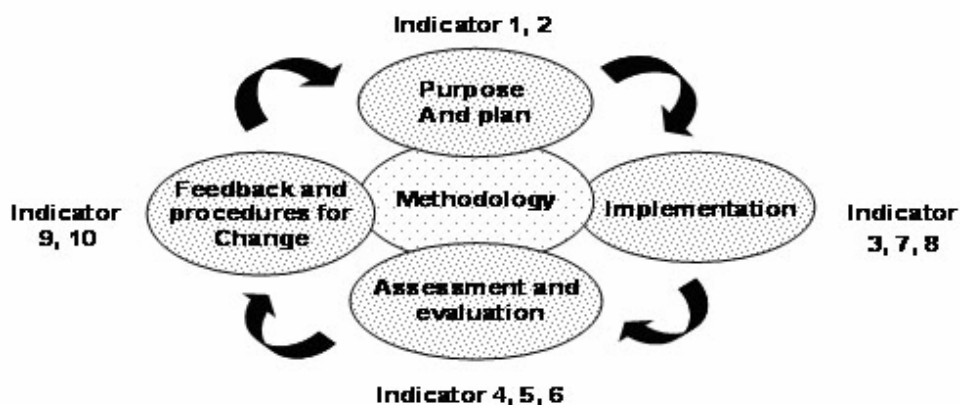 Indicator 1, 2
Purpose
And plan
Feedback and
procedures for
Change
Methodology
Implementation
Indicator
9, 10
Indicator
3, 7, 8
Assessment and
evaluation
Indicator 4, 5, 6